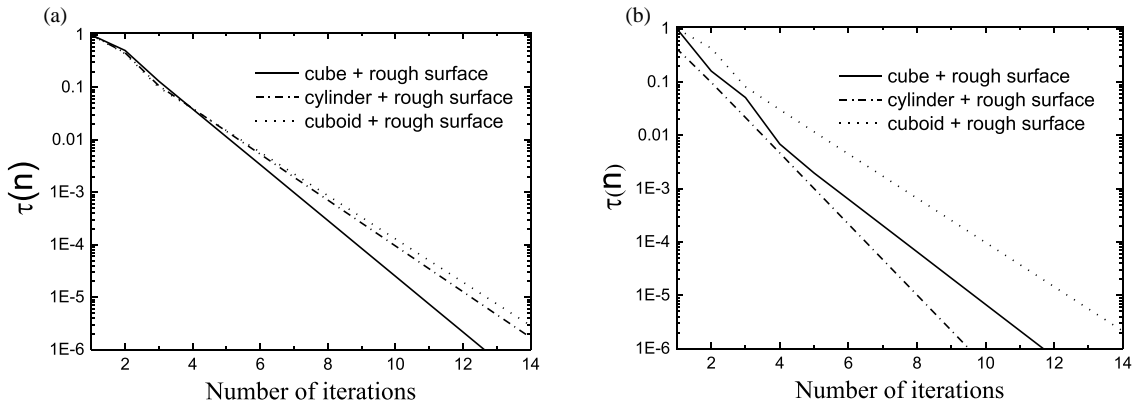 (a)
1
0.1
0.01
1E-3
1E-4
1E-5
1E-6
τ(n)
cube + rough surface
cylinder + rough surface
cuboid + rough surface
2 4 6 8 10 12 14
Number of iterations
(b)
1
0.1
0.01
1E-3
1E-4
1E-5
1E-6
τ(n)
cube + rough surface
cylinder + rough surface
cuboid + rough surface
2 4 6 8 10 12 14
Number of iterations